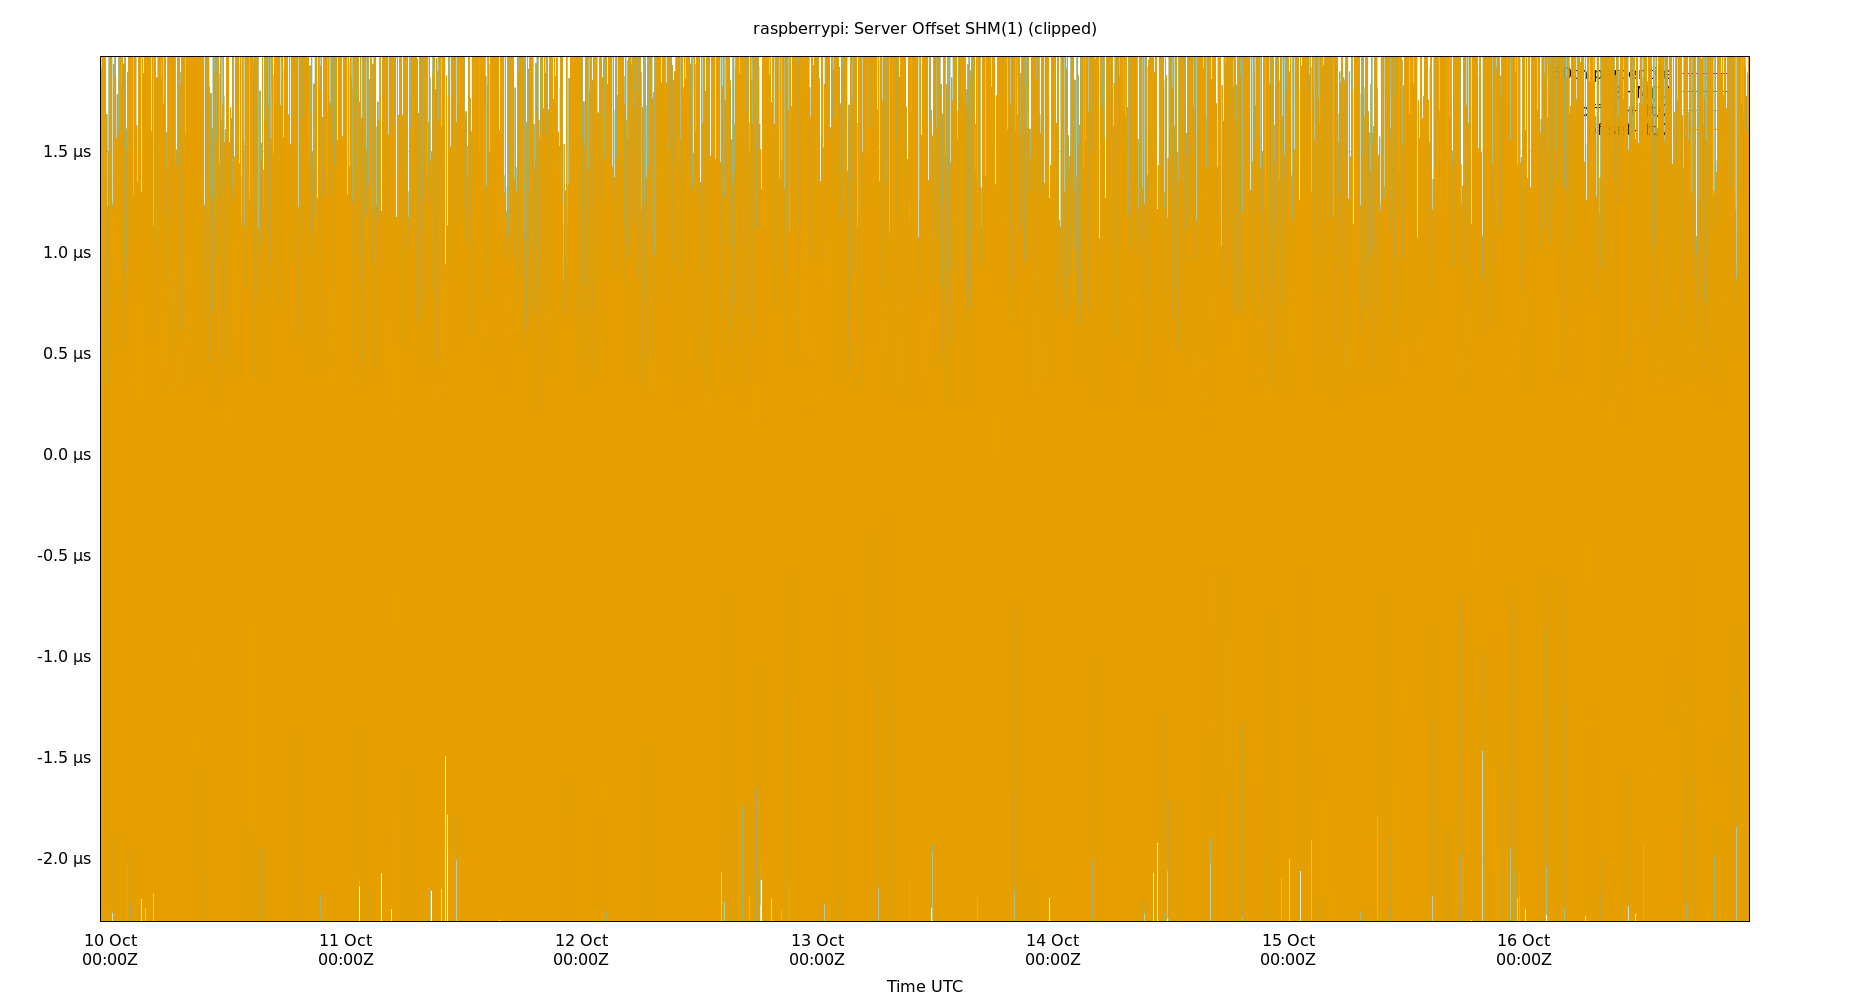 raspberrypi: Server Offset SHM(1) (clipped)
1.5 µs
1.0 µs
0.5 µs
0.0 µs
-0.5 µs
-1.0 µs
-1.5 µs
-2.0 µs
10 Oct 11 Oct 12 Oct 13 Oct 14 Oct 15 Oct 16 Oct
00:00Z 00:00Z 00:00Z 00:00Z 00:00Z 00:00Z 00:00Z
Time UTC